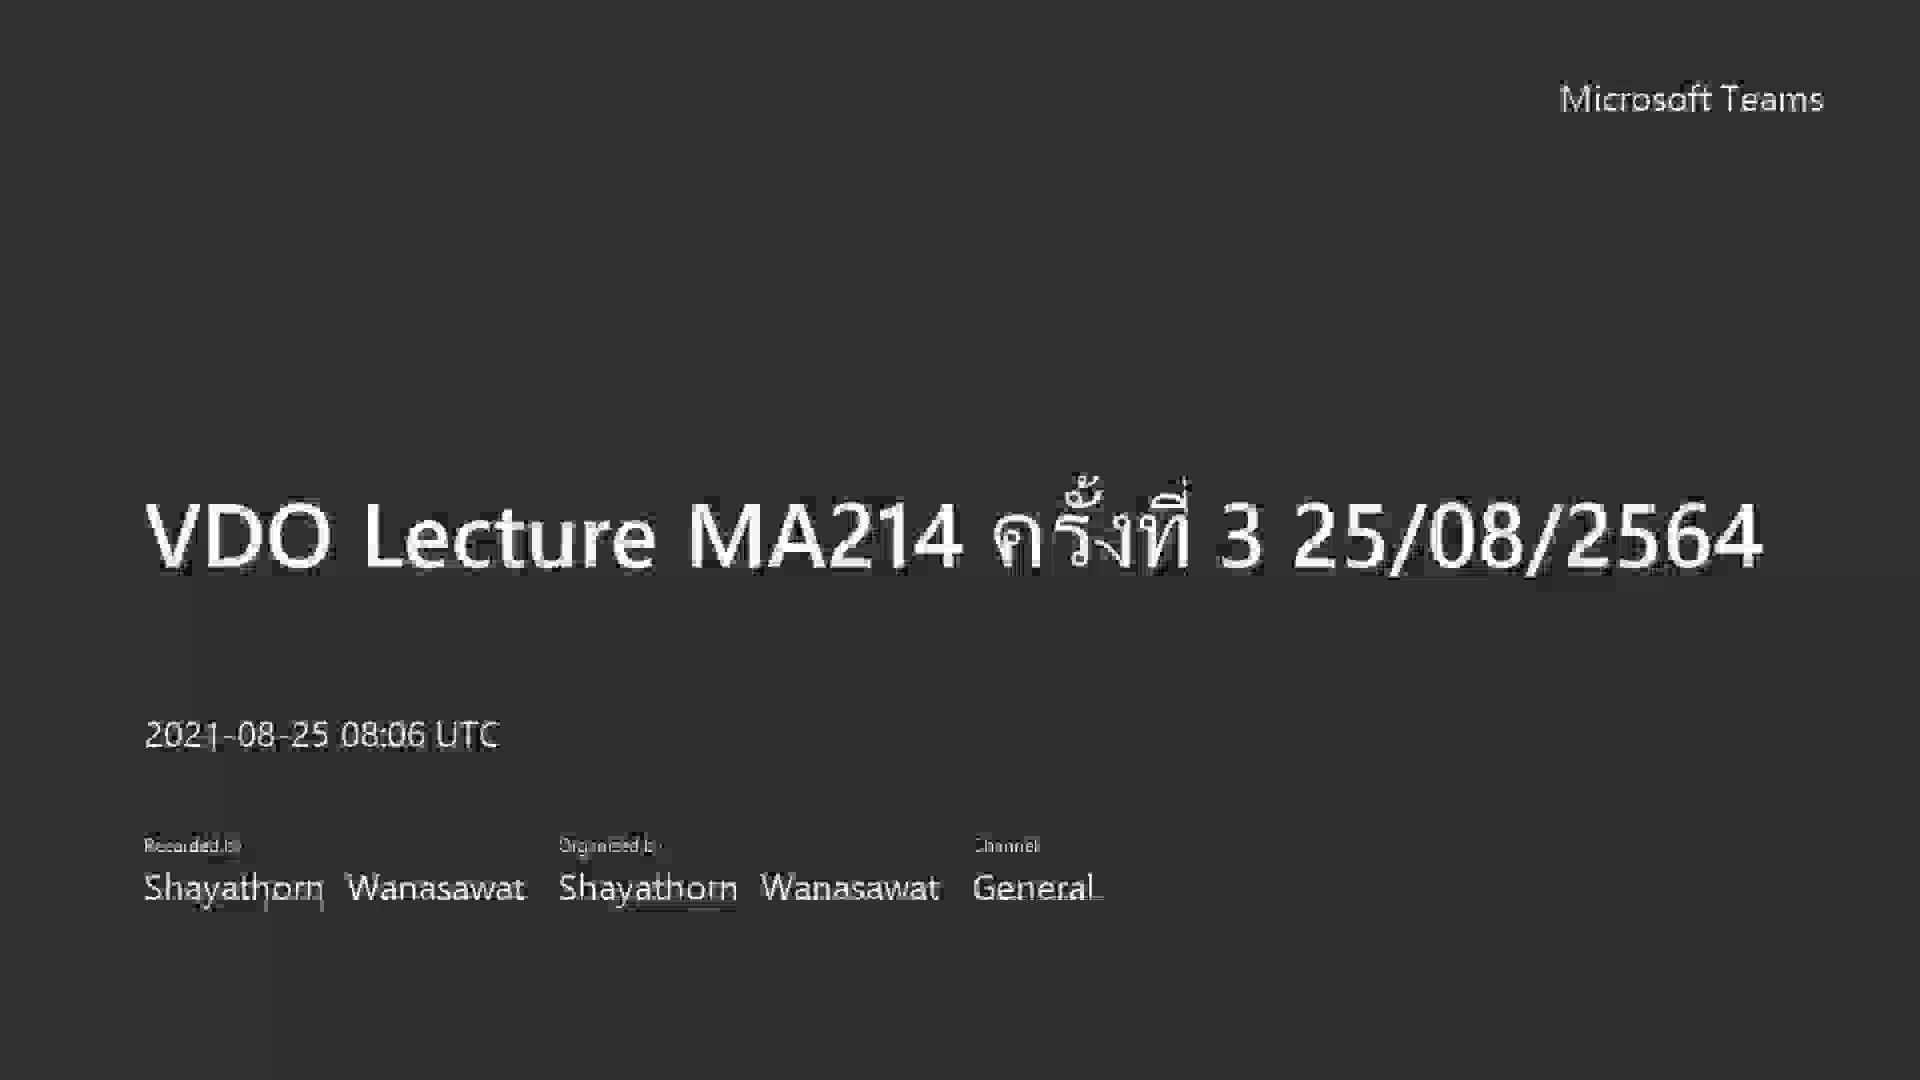 Microsoft Teams
VDO Lecture MA214 ครั้งที่ 3 25/08/2564
2021-08-25 08:06 UTC
Recorded by Organized by Channel
Shayathorn Wanasawat Shayathorn Wanasawat General